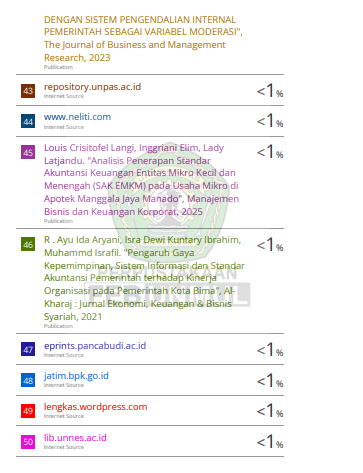 DENGAN SISTEM PENGENDALIAN INTERNAL
PEMERINTAH SEBAGAI VARIABEL MODERASI",
The Journal of Business and Management
Research, 2023
Publication
43 repository.unpas.ac.id <1%
Internet Source
44 www.neliti.com <1%
Internet Source
45 Louis Crisitofel Langi, Inggriani Elim, Lady <1%
Latjandu. "Analisis Penerapan Standar
Akuntansi Keuangan Entitas Mikro Kecil dan
Menengah (SAK EMKM) pada Usaha Mikro di
Apotek Manggala Jaya Manado", Manajemen
Bisnis dan Keuangan Korporat, 2025
Publication
46 R . Ayu Ida Aryani, Isra Dewi Kuntary Ibrahim, <1%
Muhammd Israfil. "Pengaruh Gaya
Kepemimpinan, Sistem Informasi dan Standar
Akuntansi Pemerintah terhadap Kinerja
Organisasi pada Pemerintah Kota Bima", Al-
Kharaj : Jurnal Ekonomi, Keuangan & Bisnis
Syariah, 2021
Publication
47 eprints.pancabudi.ac.id <1%
Internet Source
48 jatim.bpk.go.id <1%
Internet Source
49 lengkas.wordpress.com <1%
Internet Source
50 lib.unnes.ac.id <1%
Internet Source